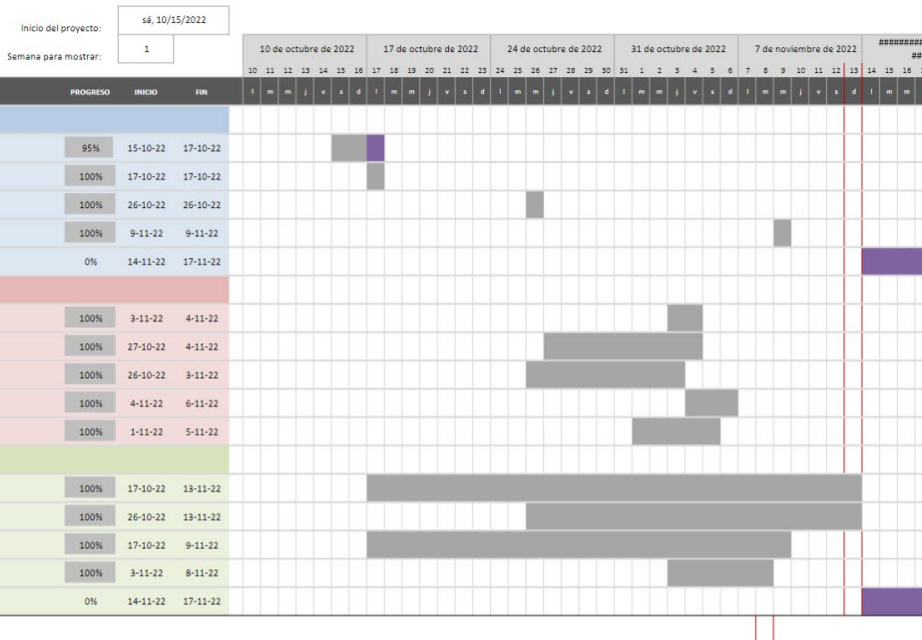 Inicio del proyecto: sá, 10/15/2022
Semana para mostrar: 1
10 de octubre de 2022 17 de octubre de 2022 24 de octubre de 2022 31 de octubre de 2022 7 de noviembre de 2022 #########
##
10 11 12 13 14 15 16 17 18 19 20 21 22 23 24 25 26 27 28 29 30 31 1 2 3 4 5 6 7 8 9 10 11 12 13 14 15 16
PROGRESO INICIO FIN l m m j v s d l m m j v s d l m m j v s d l m m j v s d l m m j v s d l m m
95% 15-10-22 17-10-22
100% 17-10-22 17-10-22
100% 26-10-22 26-10-22
100% 9-11-22 9-11-22
0% 14-11-22 17-11-22
100% 3-11-22 4-11-22
100% 27-10-22 4-11-22
100% 26-10-22 3-11-22
100% 4-11-22 6-11-22
100% 1-11-22 5-11-22
100% 17-10-22 13-11-22
100% 26-10-22 13-11-22
100% 17-10-22 9-11-22
100% 3-11-22 8-11-22
0% 14-11-22 17-11-22